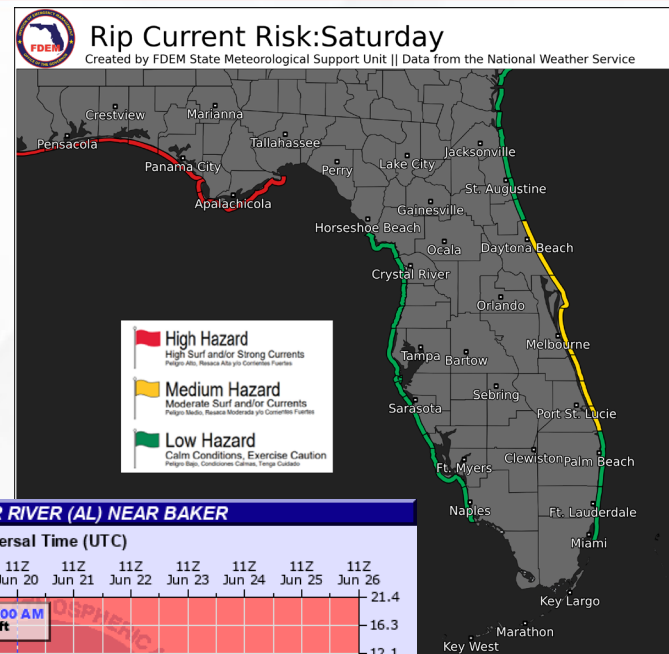 FDEM
Rip Current Risk:Saturday
Created by FDEM State Meteorological Support Unit || Data from the National Weather Service
Crestview
Marianna
Pensacola
Tallahassee
Panama City
Perry
Lake City
Jacksonville
Apalachicola
St. Augustine
Gainesville
Horseshoe Beach
Ocala
Daytona Beach
Crystal River
Orlando
High Hazard
High Surf and/or Strong Currents
Peligro Alto, Resaca Alta y/o Corrientes Fuertes
Medium Hazard
Moderate Surf and/or Currents
Peligro Medio, Resaca Moderada y/o Corrientes Fuertes
Low Hazard
Calm Conditions, Exercise Caution
Peligro Bajo, Condiciones Calmas, Tenga Cuidado
Melbourne
Tampa
Bartow
Sebring
Sarasota
Port St. Lucie
Clewiston
Palm Beach
Ft. Myers
Naples
Ft. Lauderdale
Miami
Key Largo
Marathon
Key West
R RIVER (AL) NEAR BAKER
ersal Time (UTC)
11Z 11Z 11Z 11Z 11Z 11Z 11Z
Jun 20 Jun 21 Jun 22 Jun 23 Jun 24 Jun 25 Jun 26
21.4
:00 AM
ft
16.3
12.1
OSPHERIC